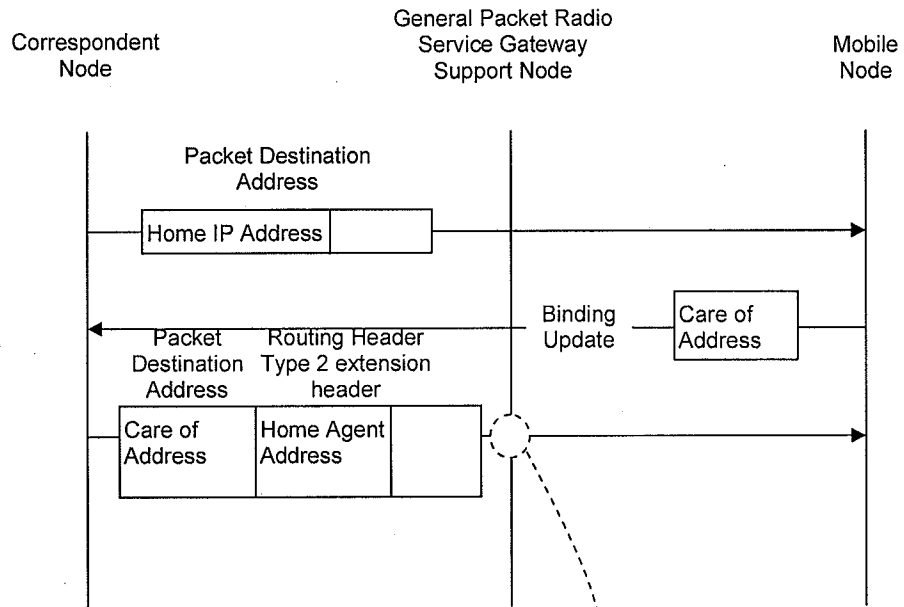 Correspondent
Node
General Packet Radio
Service Gateway
Support Node
Mobile
Node
Packet Destination
Address
Home IP Address
Binding
Update
Care of
Address
Packet
Destination
Address
Routing Header
Type 2 extension
header
Care of
Address
Home Agent
Address